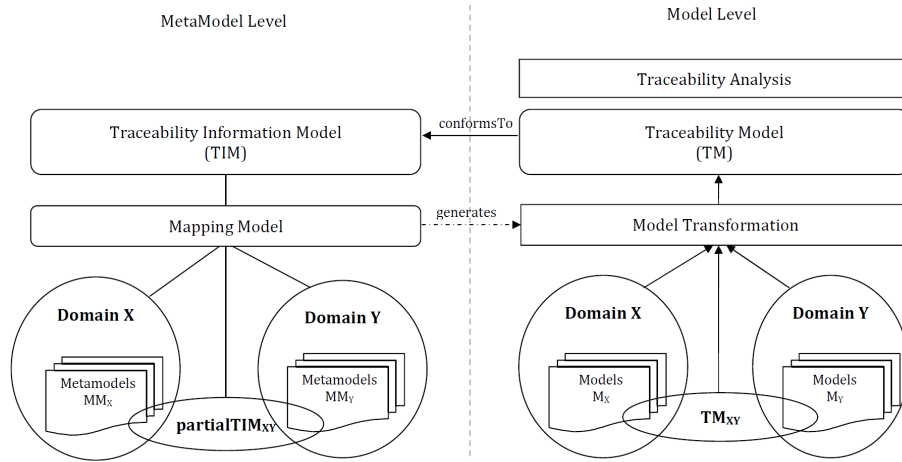 MetaModel Level
Model Level
Traceability Analysis
Traceability Information Model
(TIM)
conformsTo
Traceability Model
(TM)
Mapping Model
generates
Model Transformation
Domain X
Domain Y
Domain X
Domain Y
Metamodels
MMX
Metamodels
MMY
Models
MX
Models
MY
partialTIMXY
TMXY